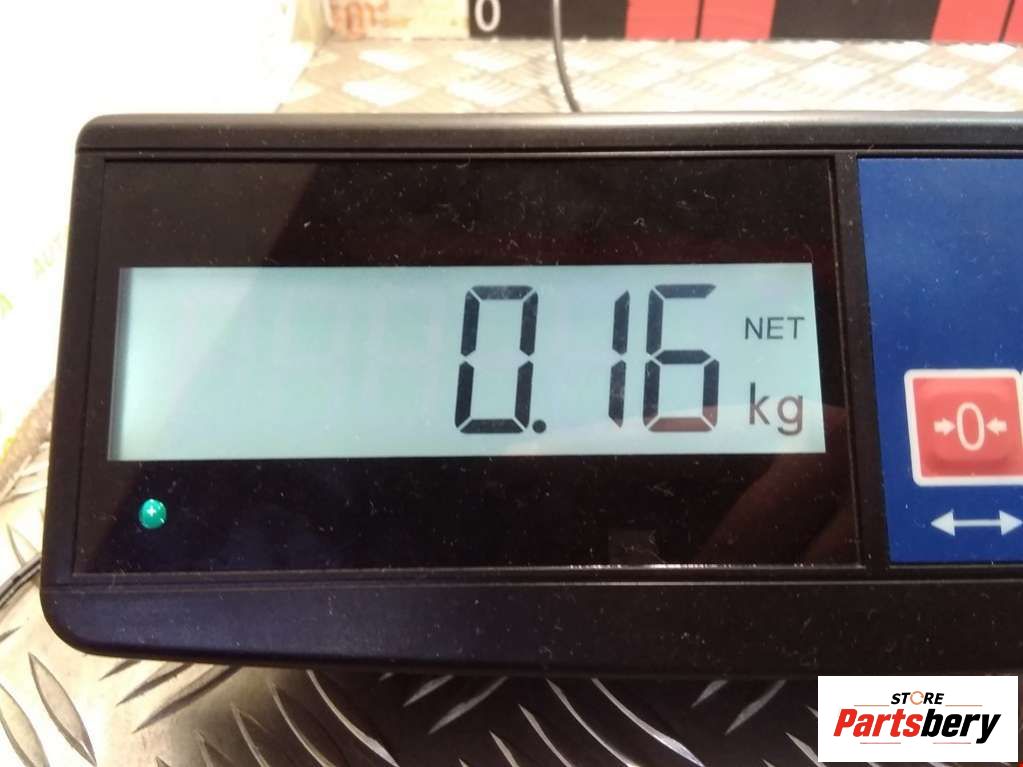 0
0.16
NET
kg
0
STORE
Partsbery